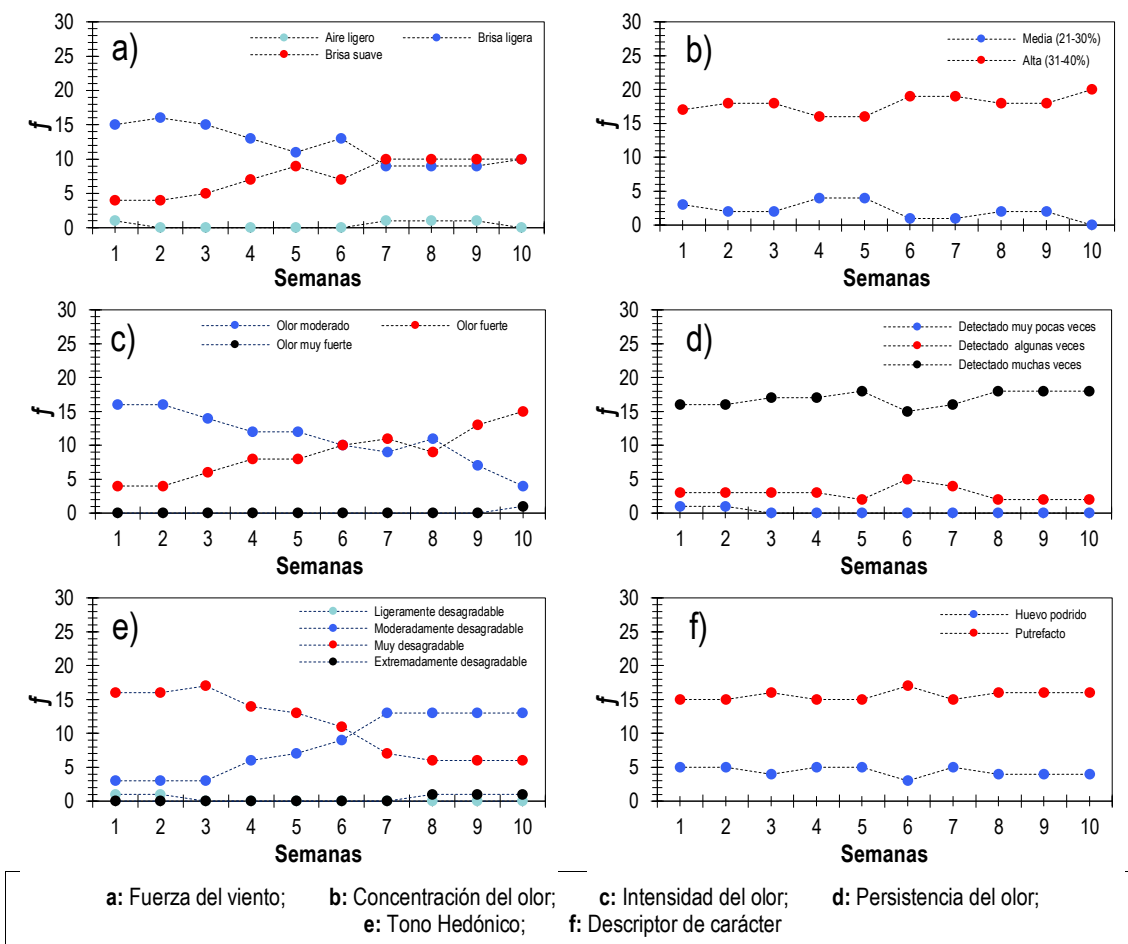 a)
Aire ligero
Brisa ligera
Brisa suave
f
30
25
20
15
10
5
0
1 2 3 4 5 6 7 8 9 10
Semanas
b)
Media (21-30%)
Alta (31-40%)
f
30
25
20
15
10
5
0
1 2 3 4 5 6 7 8 9 10
Semanas
c)
Olor moderado
Olor fuerte
Olor muy fuerte
f
30
25
20
15
10
5
0
1 2 3 4 5 6 7 8 9 10
Semanas
d)
Detectado muy pocas veces
Detectado algunas veces
Detectado muchas veces
f
30
25
20
15
10
5
0
1 2 3 4 5 6 7 8 9 10
Semanas
e)
Ligeramente desagradable
Moderadamente desagradable
Muy desagradable
Extremadamente desagradable
f
30
25
20
15
10
5
0
1 2 3 4 5 6 7 8 9 10
Semanas
f)
Huevo podrido
Putrefacto
f
30
25
20
15
10
5
0
1 2 3 4 5 6 7 8 9 10
Semanas
a: Fuerza del viento; b: Concentración del olor; c: Intensidad del olor; d: Persistencia del olor;
e: Tono Hedónico; f: Descriptor de carácter